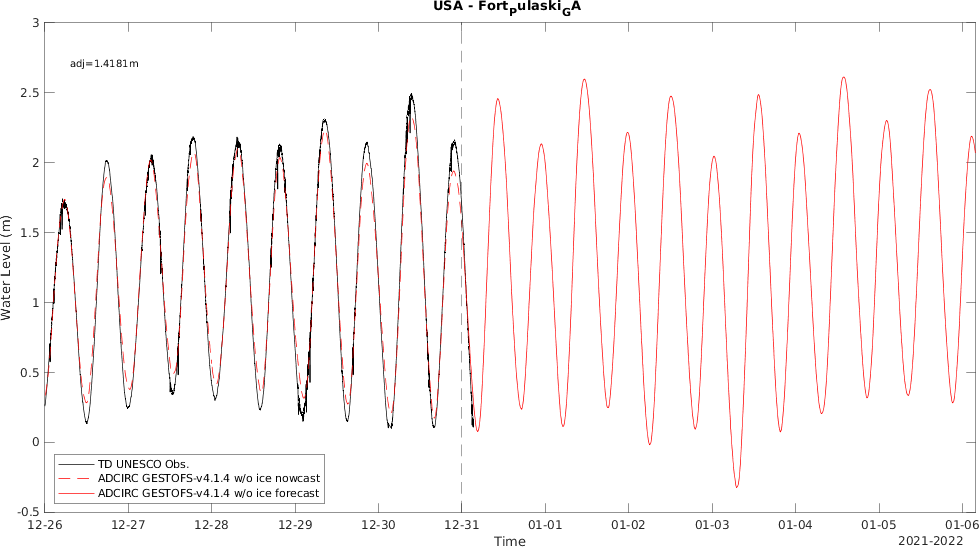 USA - FortPulaskiGA
3
adj=1.4181m
2.5
2
1.5
Water Level (m)
1
0.5
0
TD UNESCO Obs.
ADCIRC GESTOFS-v4.1.4 w/o ice nowcast
ADCIRC GESTOFS-v4.1.4 w/o ice forecast
-0.5
12-26 12-27 12-28 12-29 12-30 12-31 01-01 01-02 01-03 01-04 01-05 01-06
Time
2021-2022